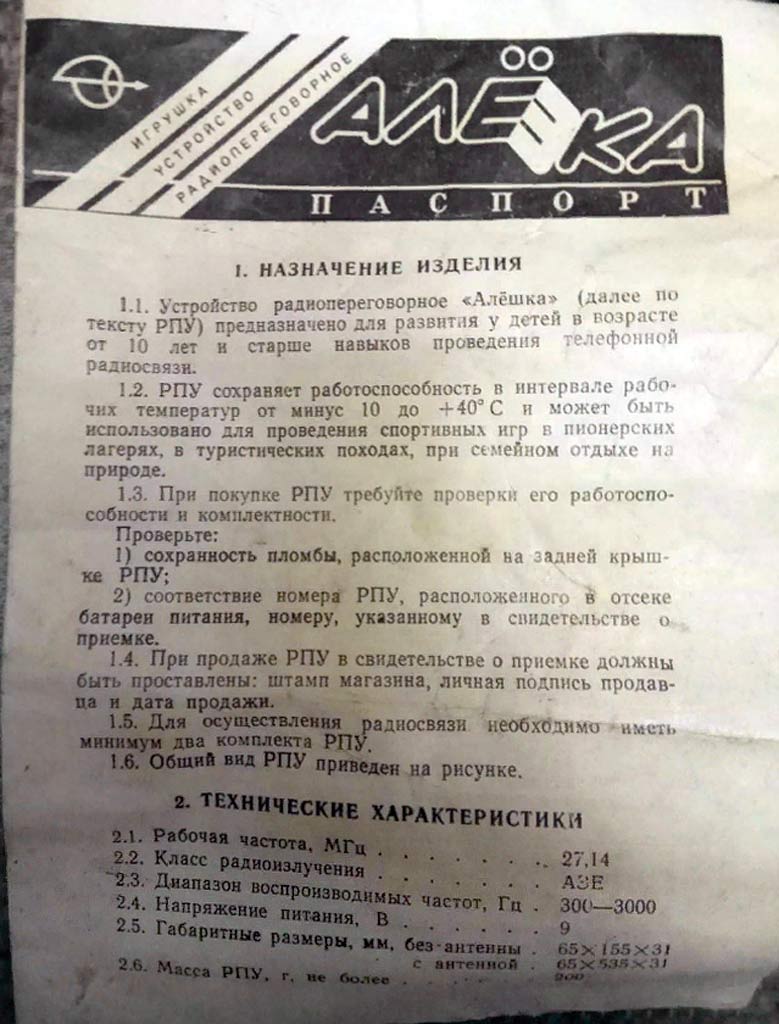 ИГРУШКА
УСТРОЙСТВО
РАДИОПЕРЕГОВОРНОЕ
АЛЁШКА
ПАСПОРТ
1. НАЗНАЧЕНИЕ ИЗДЕЛИЯ
1.1. Устройство радиопереговорное «Алёшка» (далее по
тексту РПУ) предназначено для развития у детей в возрасте
от 10 лет и старше навыков проведения телефонной
радиосвязи.
1.2. РПУ сохраняет работоспособность в интервале рабо-
чих температур от минус 10 до +40° С и может быть
использовано для проведения спортивных игр в пионерских
лагерях, в туристических походах, при семейном отдыхе на
природе.
1.3. При покупке РПУ требуйте проверки его работоспо-
собности и комплектности.
Проверьте:
1) сохранность пломбы, расположенной на задней крыш-
ке РПУ;
2) соответствие номера РПУ, расположенного в отсеке
батареи питания, номеру, указанному в свидетельстве о
приемке.
1.4. При продаже РПУ в свидетельстве о приемке должны
быть проставлены: штамп магазина, личная подпись продав-
ца и дата продажи.
1.5. Для осуществления радиосвязи необходимо иметь
минимум два комплекта РПУ.
1.6. Общий вид РПУ приведен на рисунке.
2. ТЕХНИЧЕСКИЕ ХАРАКТЕРИСТИКИ
2.1. Рабочая частота, МГц . . . . . . . 27,14
2.2. Класс радиоизлучения . . . . . . A3E
2.3. Диапазон воспроизводимых частот, Гц . 300—3000
2.4. Напряжение питания, В . . . . . . 9
2.5. Габаритные размеры, мм, без антенны . 65×155×31
с антенной . 65×535×31
2.6. Масса РПУ, г, не более . . . . . 200